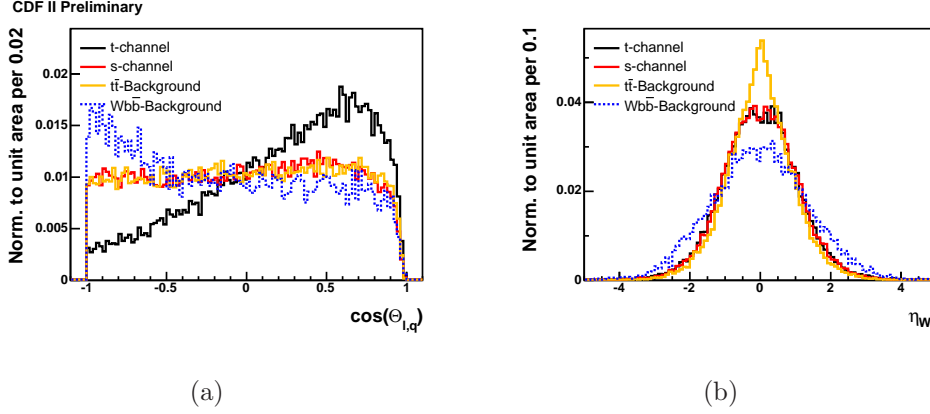 CDF II Preliminary
Norm. to unit area per 0.02
0.02
0.015
0.01
0.005
0
t-channel
s-channel
tt̄-Background
Wbb̄-Background
-1 -0.5 0 0.5 1
cos(Θl,q)
(a)
Norm. to unit area per 0.1
0.04
0.02
0
t-channel
s-channel
tt̄-Background
Wbb̄-Background
-4 -2 0 2 4
ηW
(b)